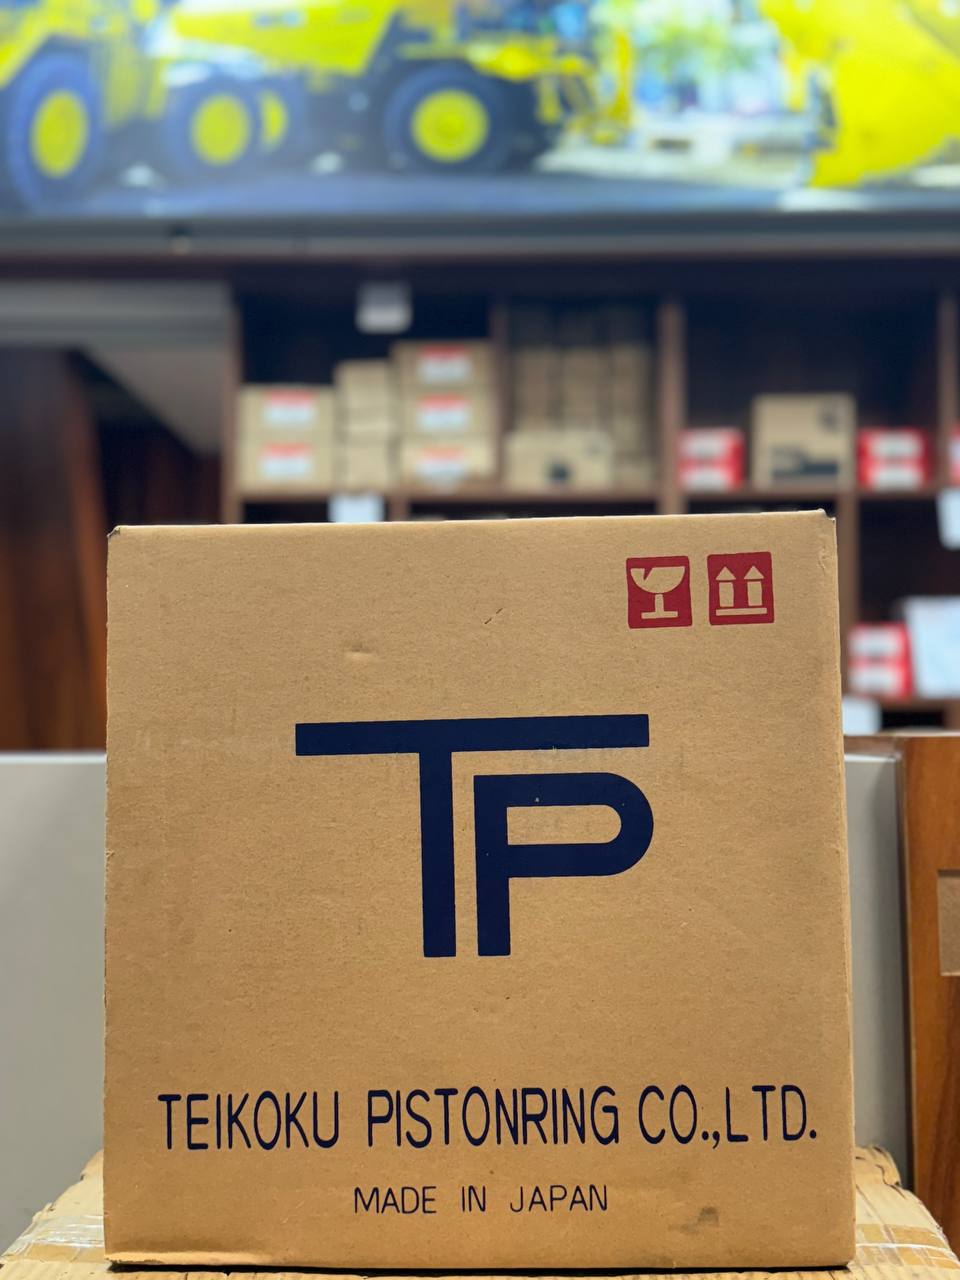 TP
TEIKOKU PISTONRING CO.,LTD.
MADE IN JAPAN